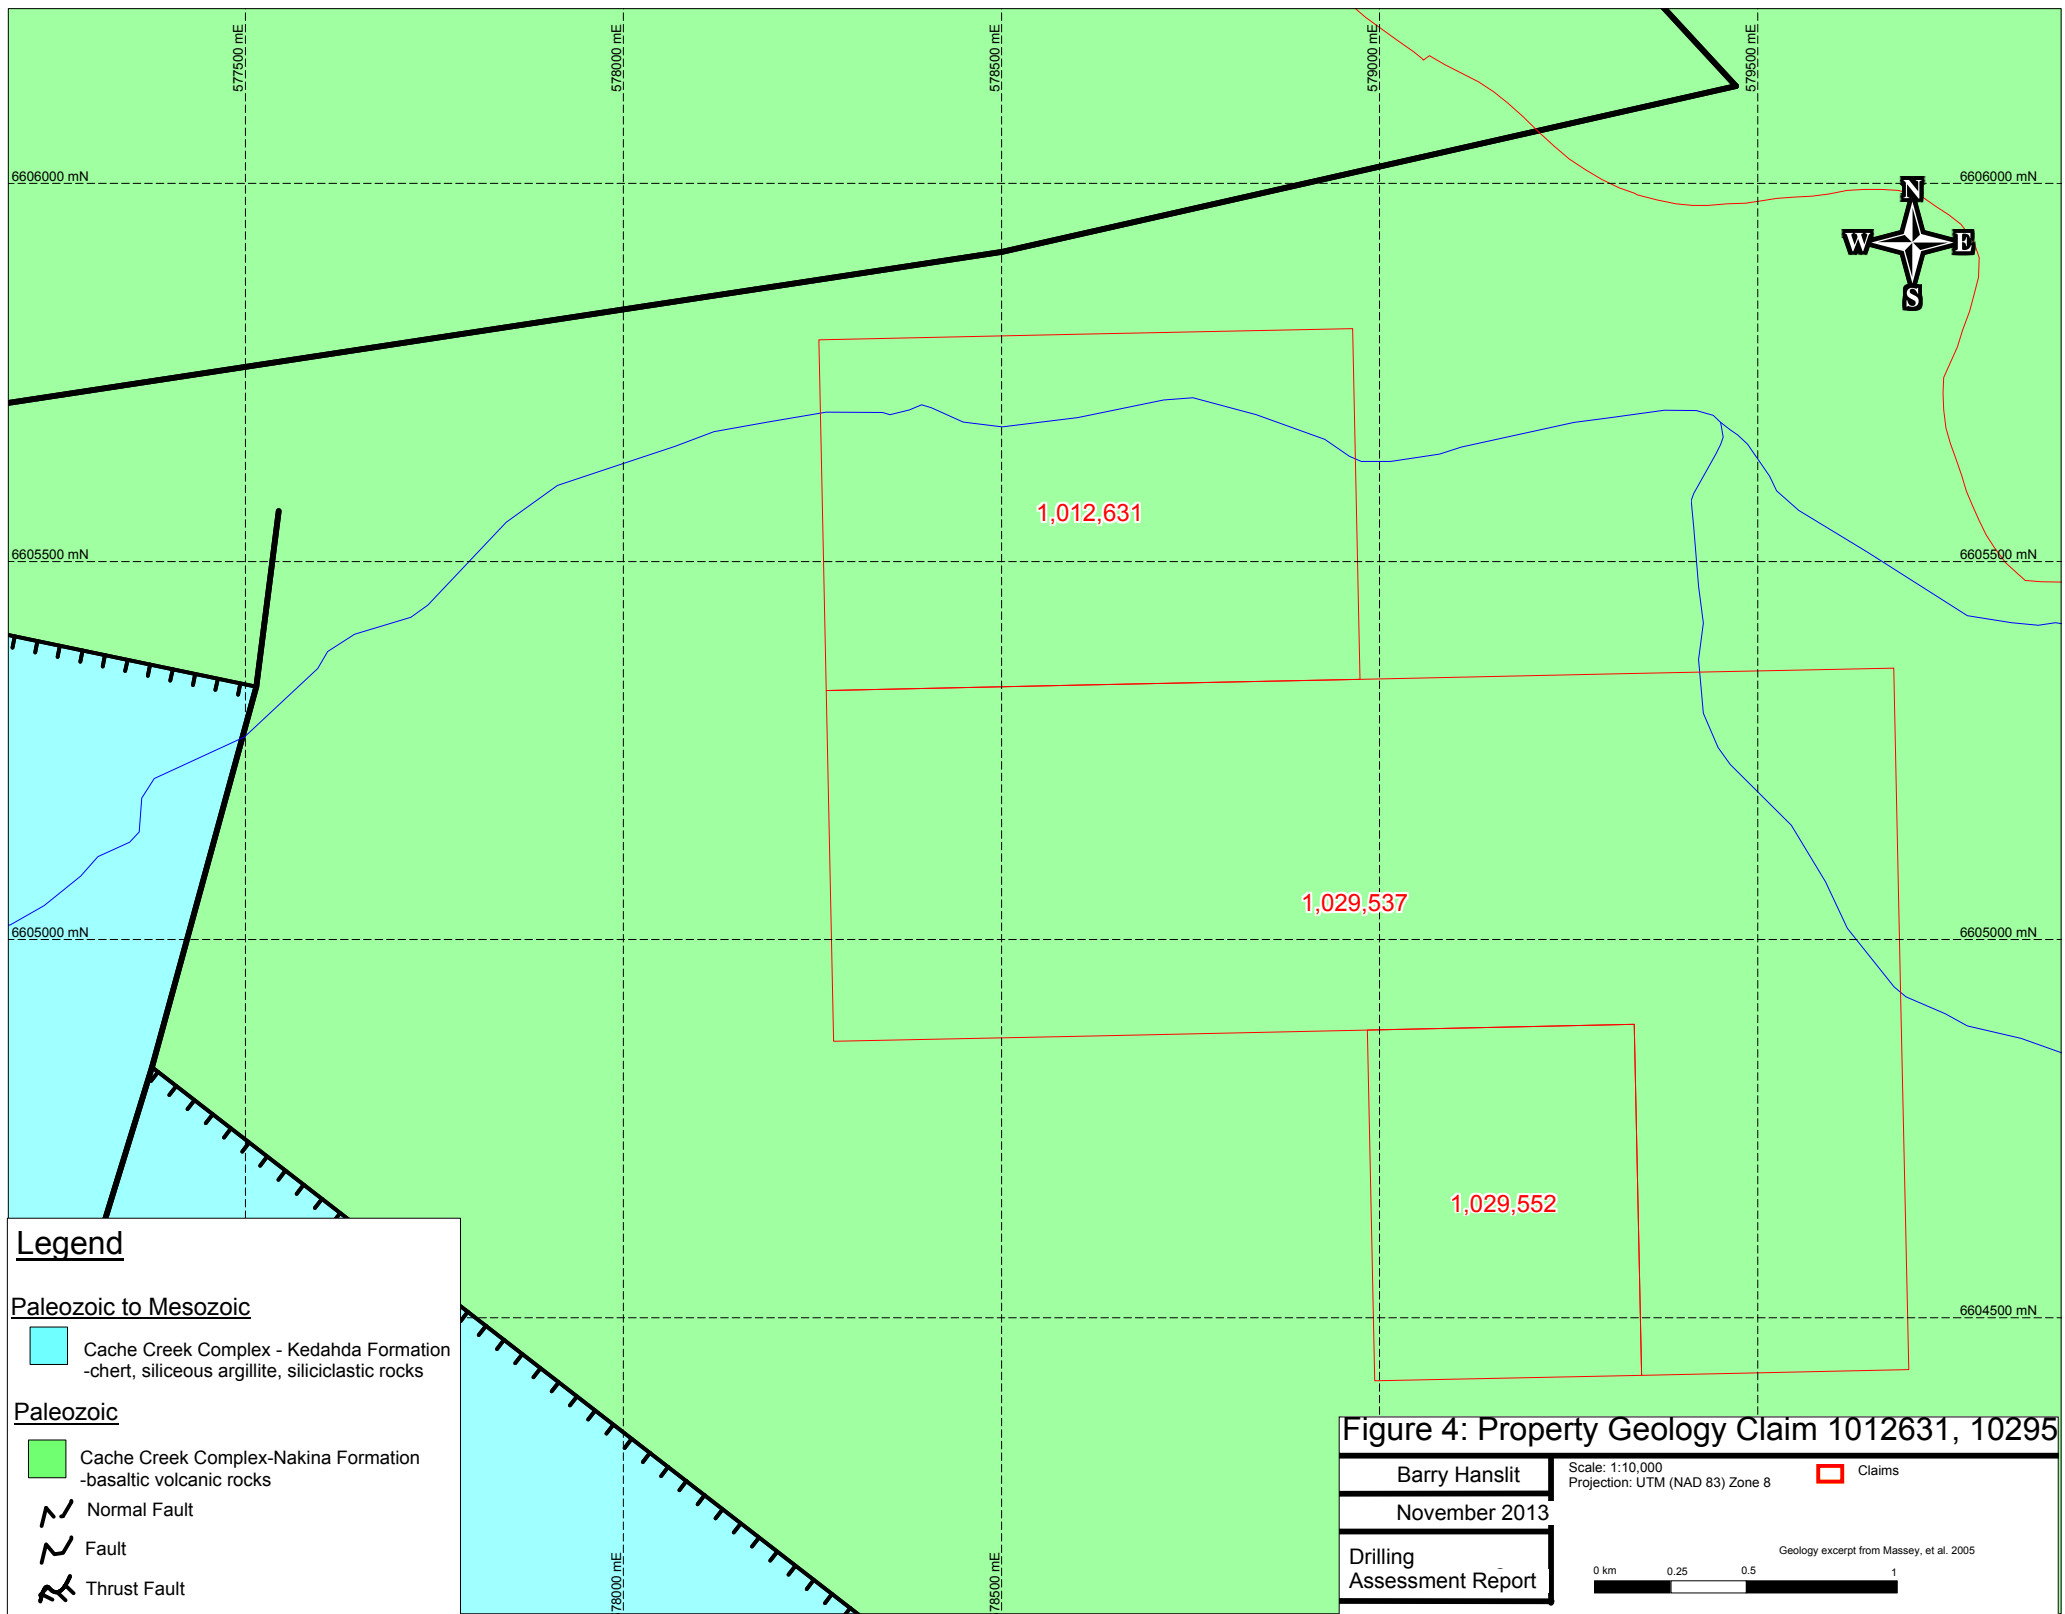 577500 mE
578000 mE
578500 mE
579000 mE
579500 mE
6606000 mN
6606000 mN
N
W
E
S
1,012,631
6605500 mN
6605500 mN
1,029,537
6605000 mN
6605000 mN
1,029,552
6604500 mN
Legend
Paleozoic to Mesozoic
Cache Creek Complex - Kedahda Formation
-chert, siliceous argillite, siliciclastic rocks
Paleozoic
Cache Creek Complex-Nakina Formation
-basaltic volcanic rocks
Normal Fault
Fault
Thrust Fault
78000 mE
78500 mE
Figure 4: Property Geology Claim 1012631, 10295
Barry Hanslit
November 2013
Drilling
Assessment Report
Scale: 1:10,000
Projection: UTM (NAD 83) Zone 8
Claims
Geology excerpt from Massey, et al. 2005
0 km
0.25
0.5
1